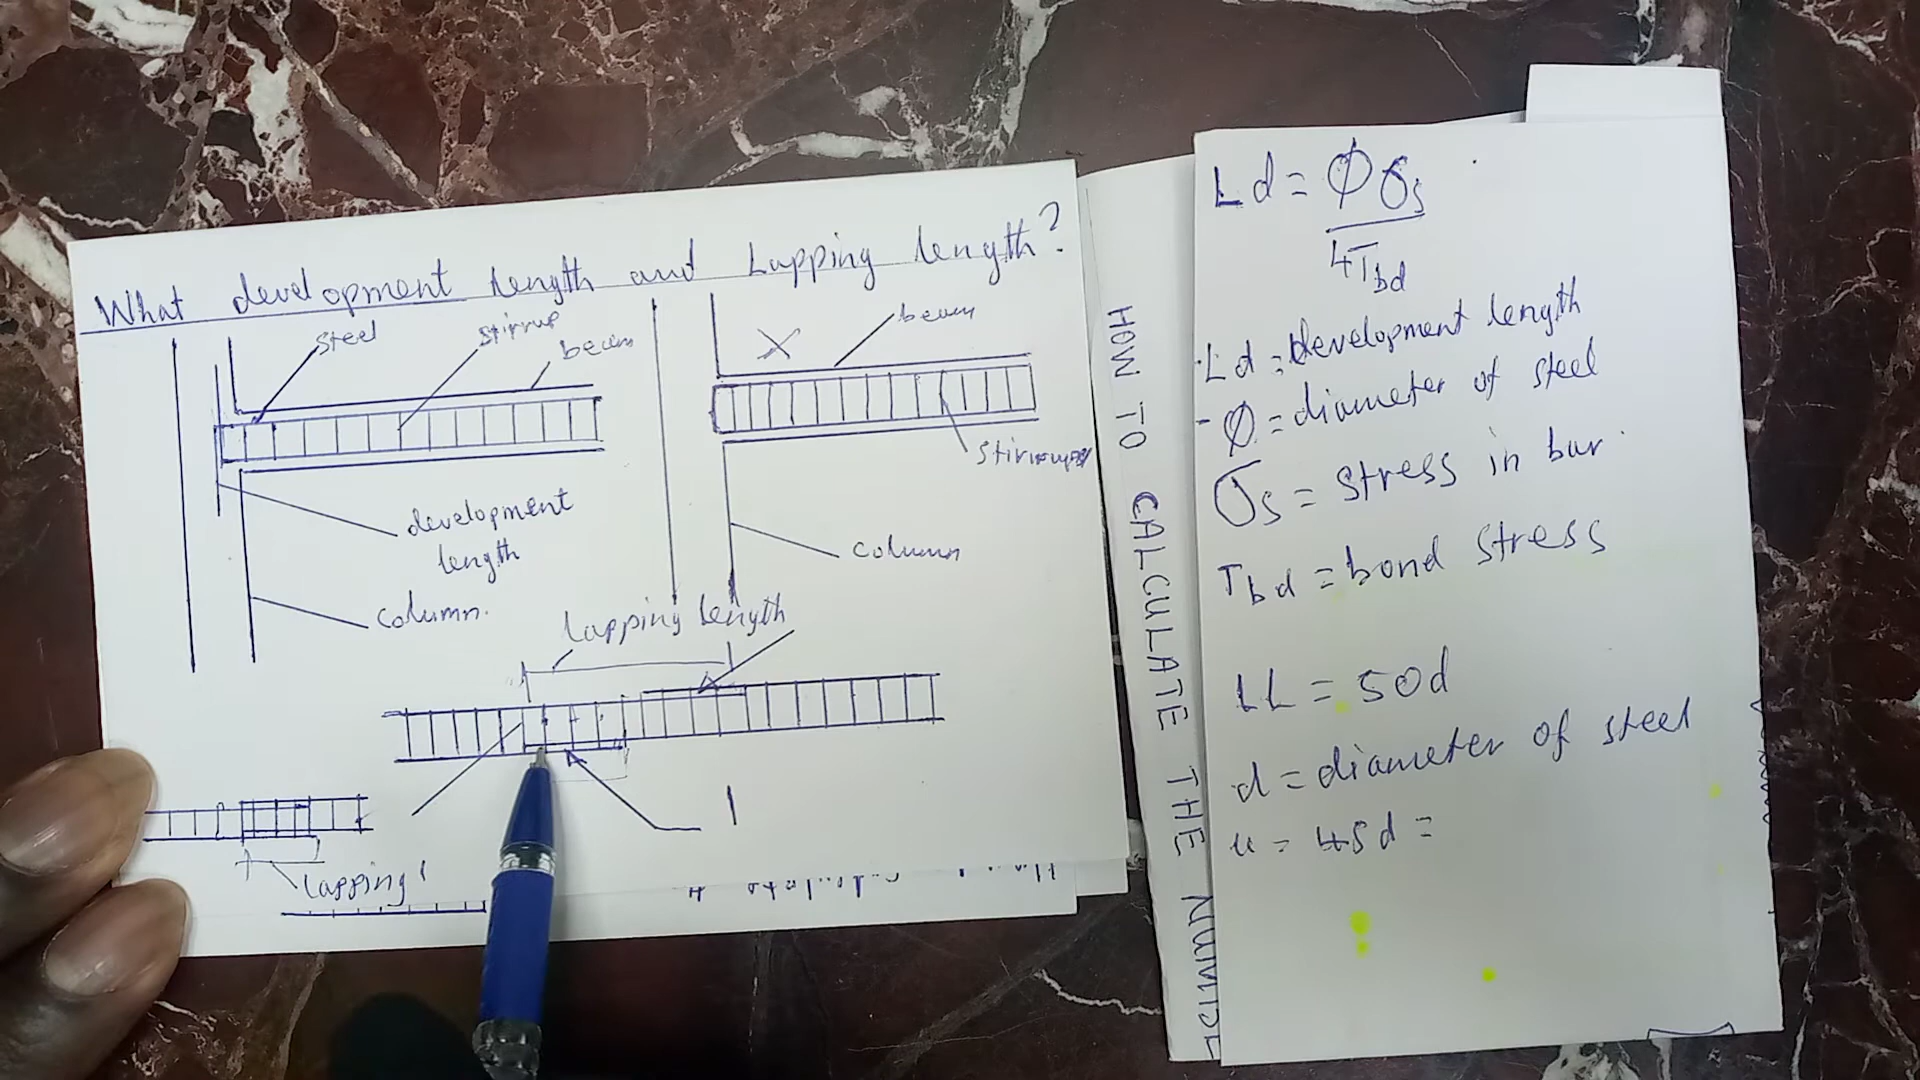 What development length and Lapping length?
steel
stirrup
beam
development
length
column.
beam
X
stirrups
column
lapping length
lapping
HOW TO CALCULATE THE NUMBE
Ld = ∅σs
4Tbd
Ld = development length
- ∅ = diameter of steel
σs = stress in bar
Tbd = bond stress
LL = 50d
d = diameter of steel
= 45d =